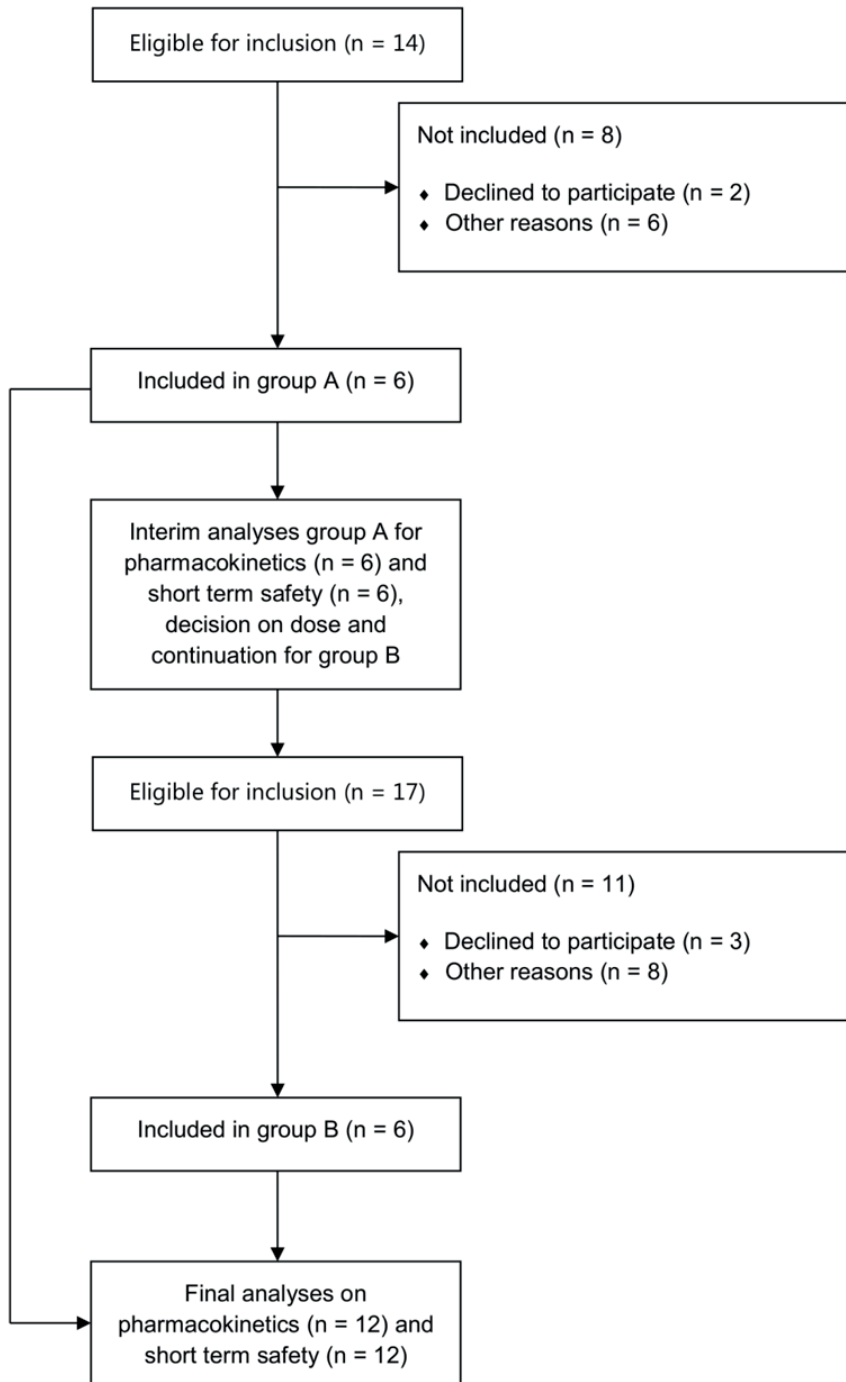 Eligible for inclusion (n = 14)
Not included (n = 8)
♦ Declined to participate (n = 2)
♦ Other reasons (n = 6)
Included in group A (n = 6)
Interim analyses group A for
pharmacokinetics (n = 6) and
short term safety (n = 6),
decision on dose and
continuation for group B
Eligible for inclusion (n = 17)
Not included (n = 11)
♦ Declined to participate (n = 3)
♦ Other reasons (n = 8)
Included in group B (n = 6)
Final analyses on
pharmacokinetics (n = 12) and
short term safety (n = 12)